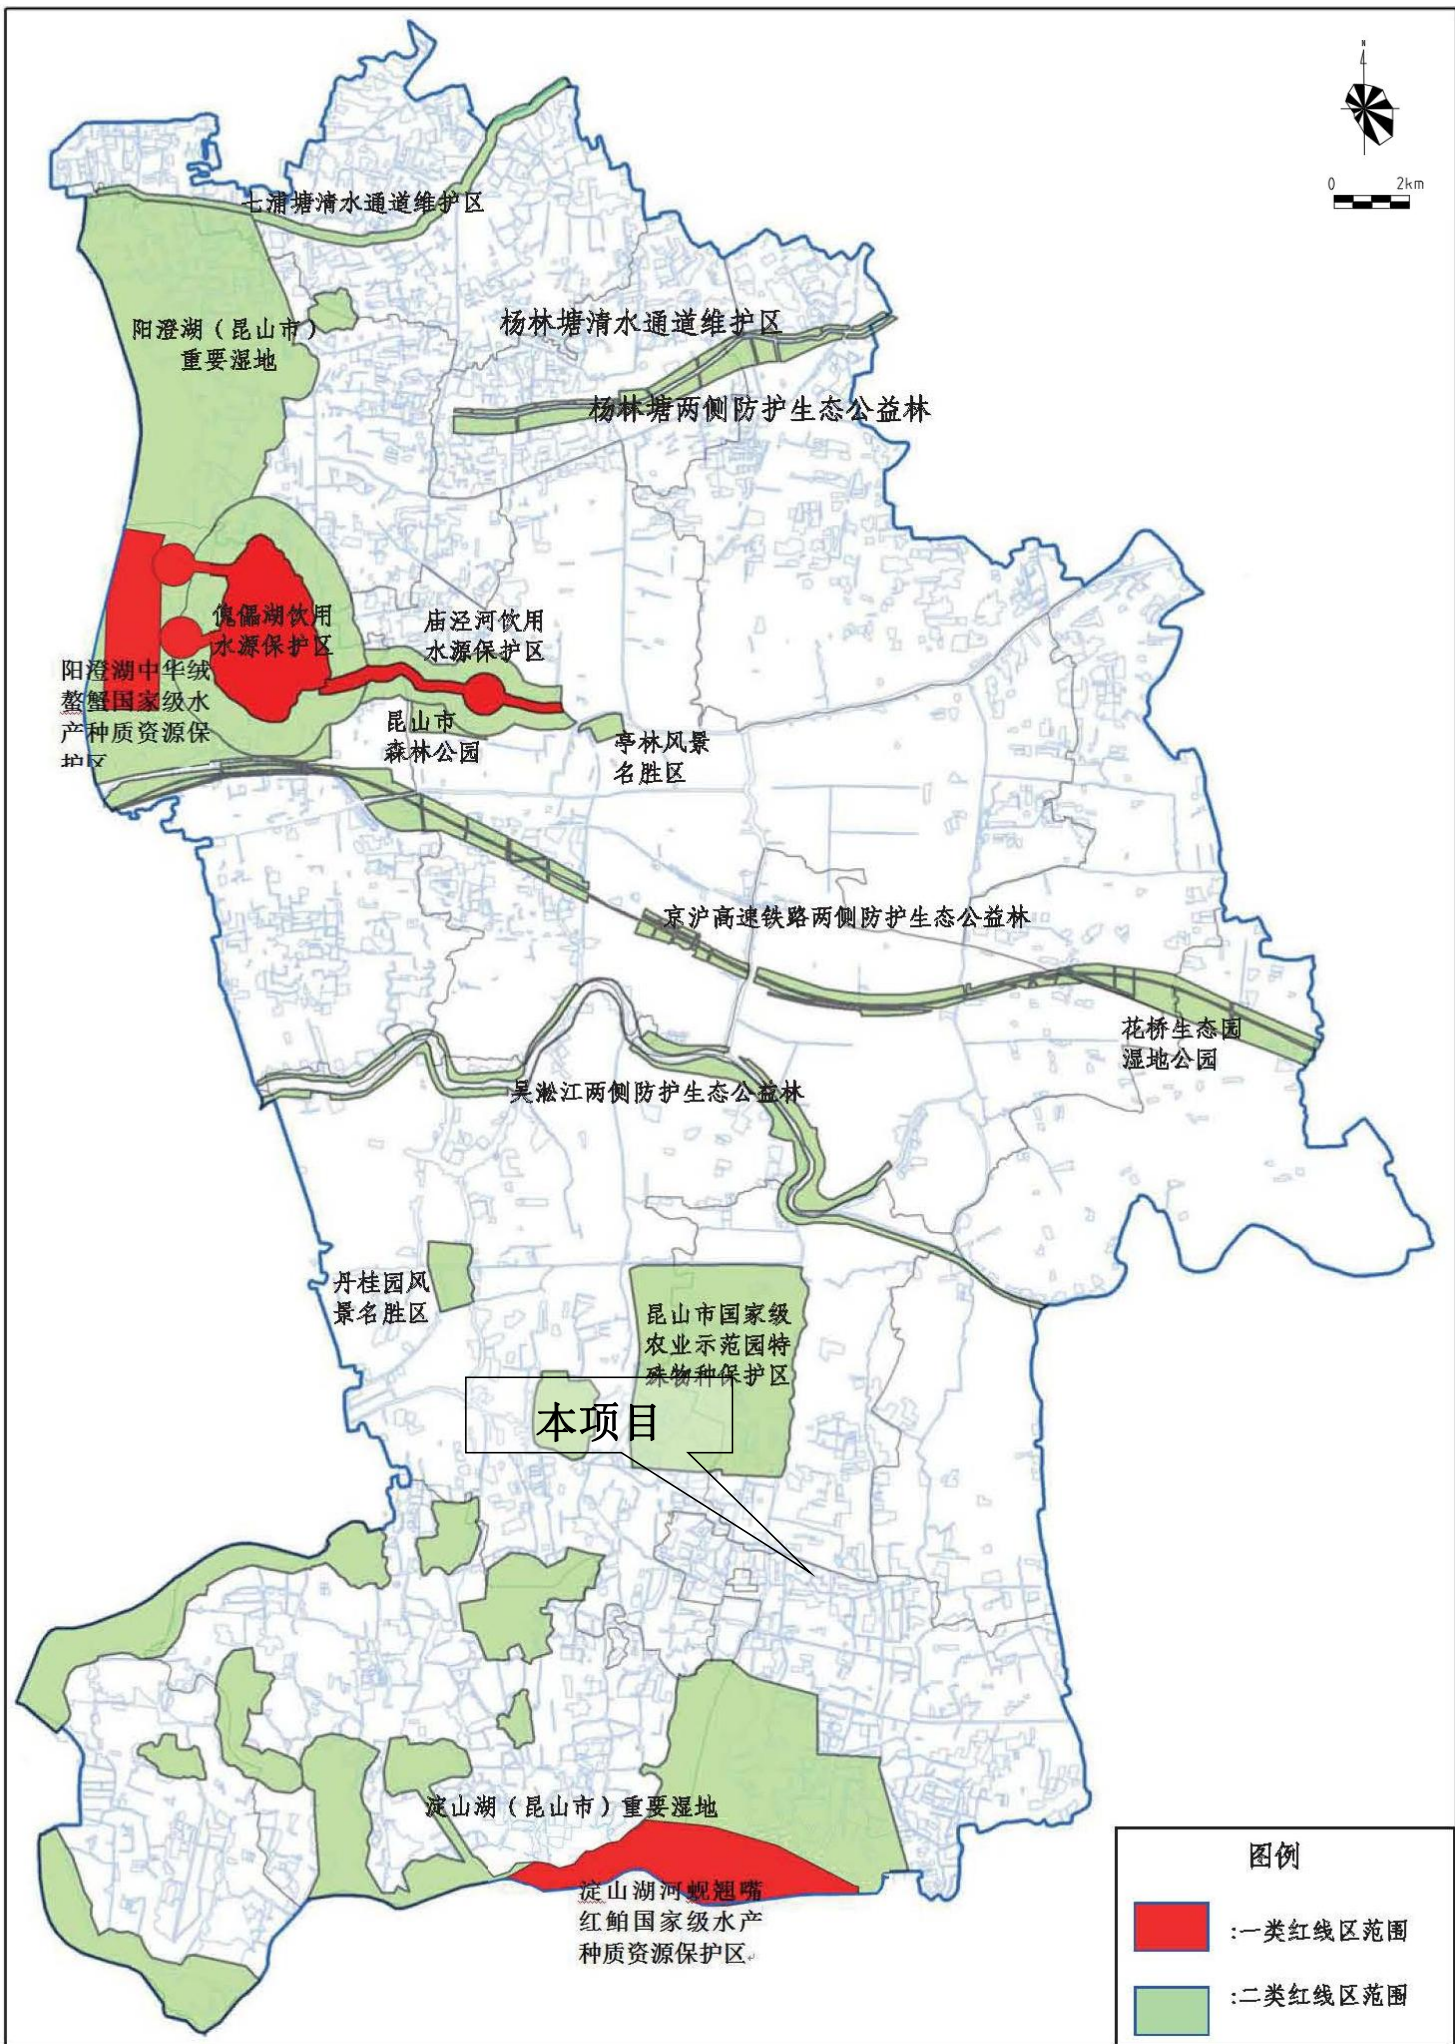 N
0 2km
七浦塘清水通道维护区
杨林塘清水通道维护区
阳澄湖（昆山市）
重要湿地
杨林塘两侧防护生态公益林
傀儡湖饮用
水源保护区
庙泾河饮用
水源保护区
阳澄湖中华绒
螯蟹国家级水
产种质资源保
护区
昆山市
森林公园
亭林风景
名胜区
京沪高速铁路两侧防护生态公益林
花桥生态园
湿地公园
吴淞江两侧防护生态公益林
丹桂园风
景名胜区
昆山市国家级
农业示范园特
殊物种保护区
本项目
淀山湖（昆山市）重要湿地
淀山湖河蚬翘嘴
红鲌国家级水产
种质资源保护区
图例
:一类红线区范围
:二类红线区范围